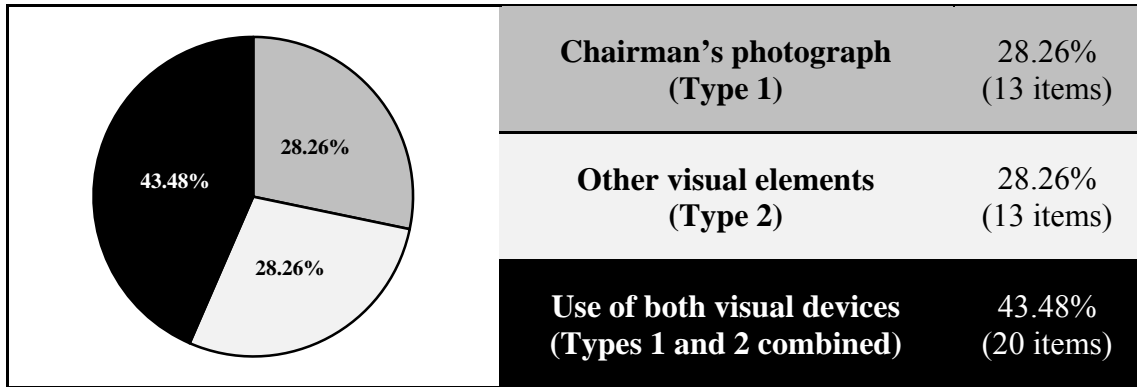 28.26%
43.48%
28.26%
Chairman's photograph
(Type 1)
28.26%
(13 items)
Other visual elements
(Type 2)
28.26%
(13 items)
Use of both visual devices
(Types 1 and 2 combined)
43.48%
(20 items)